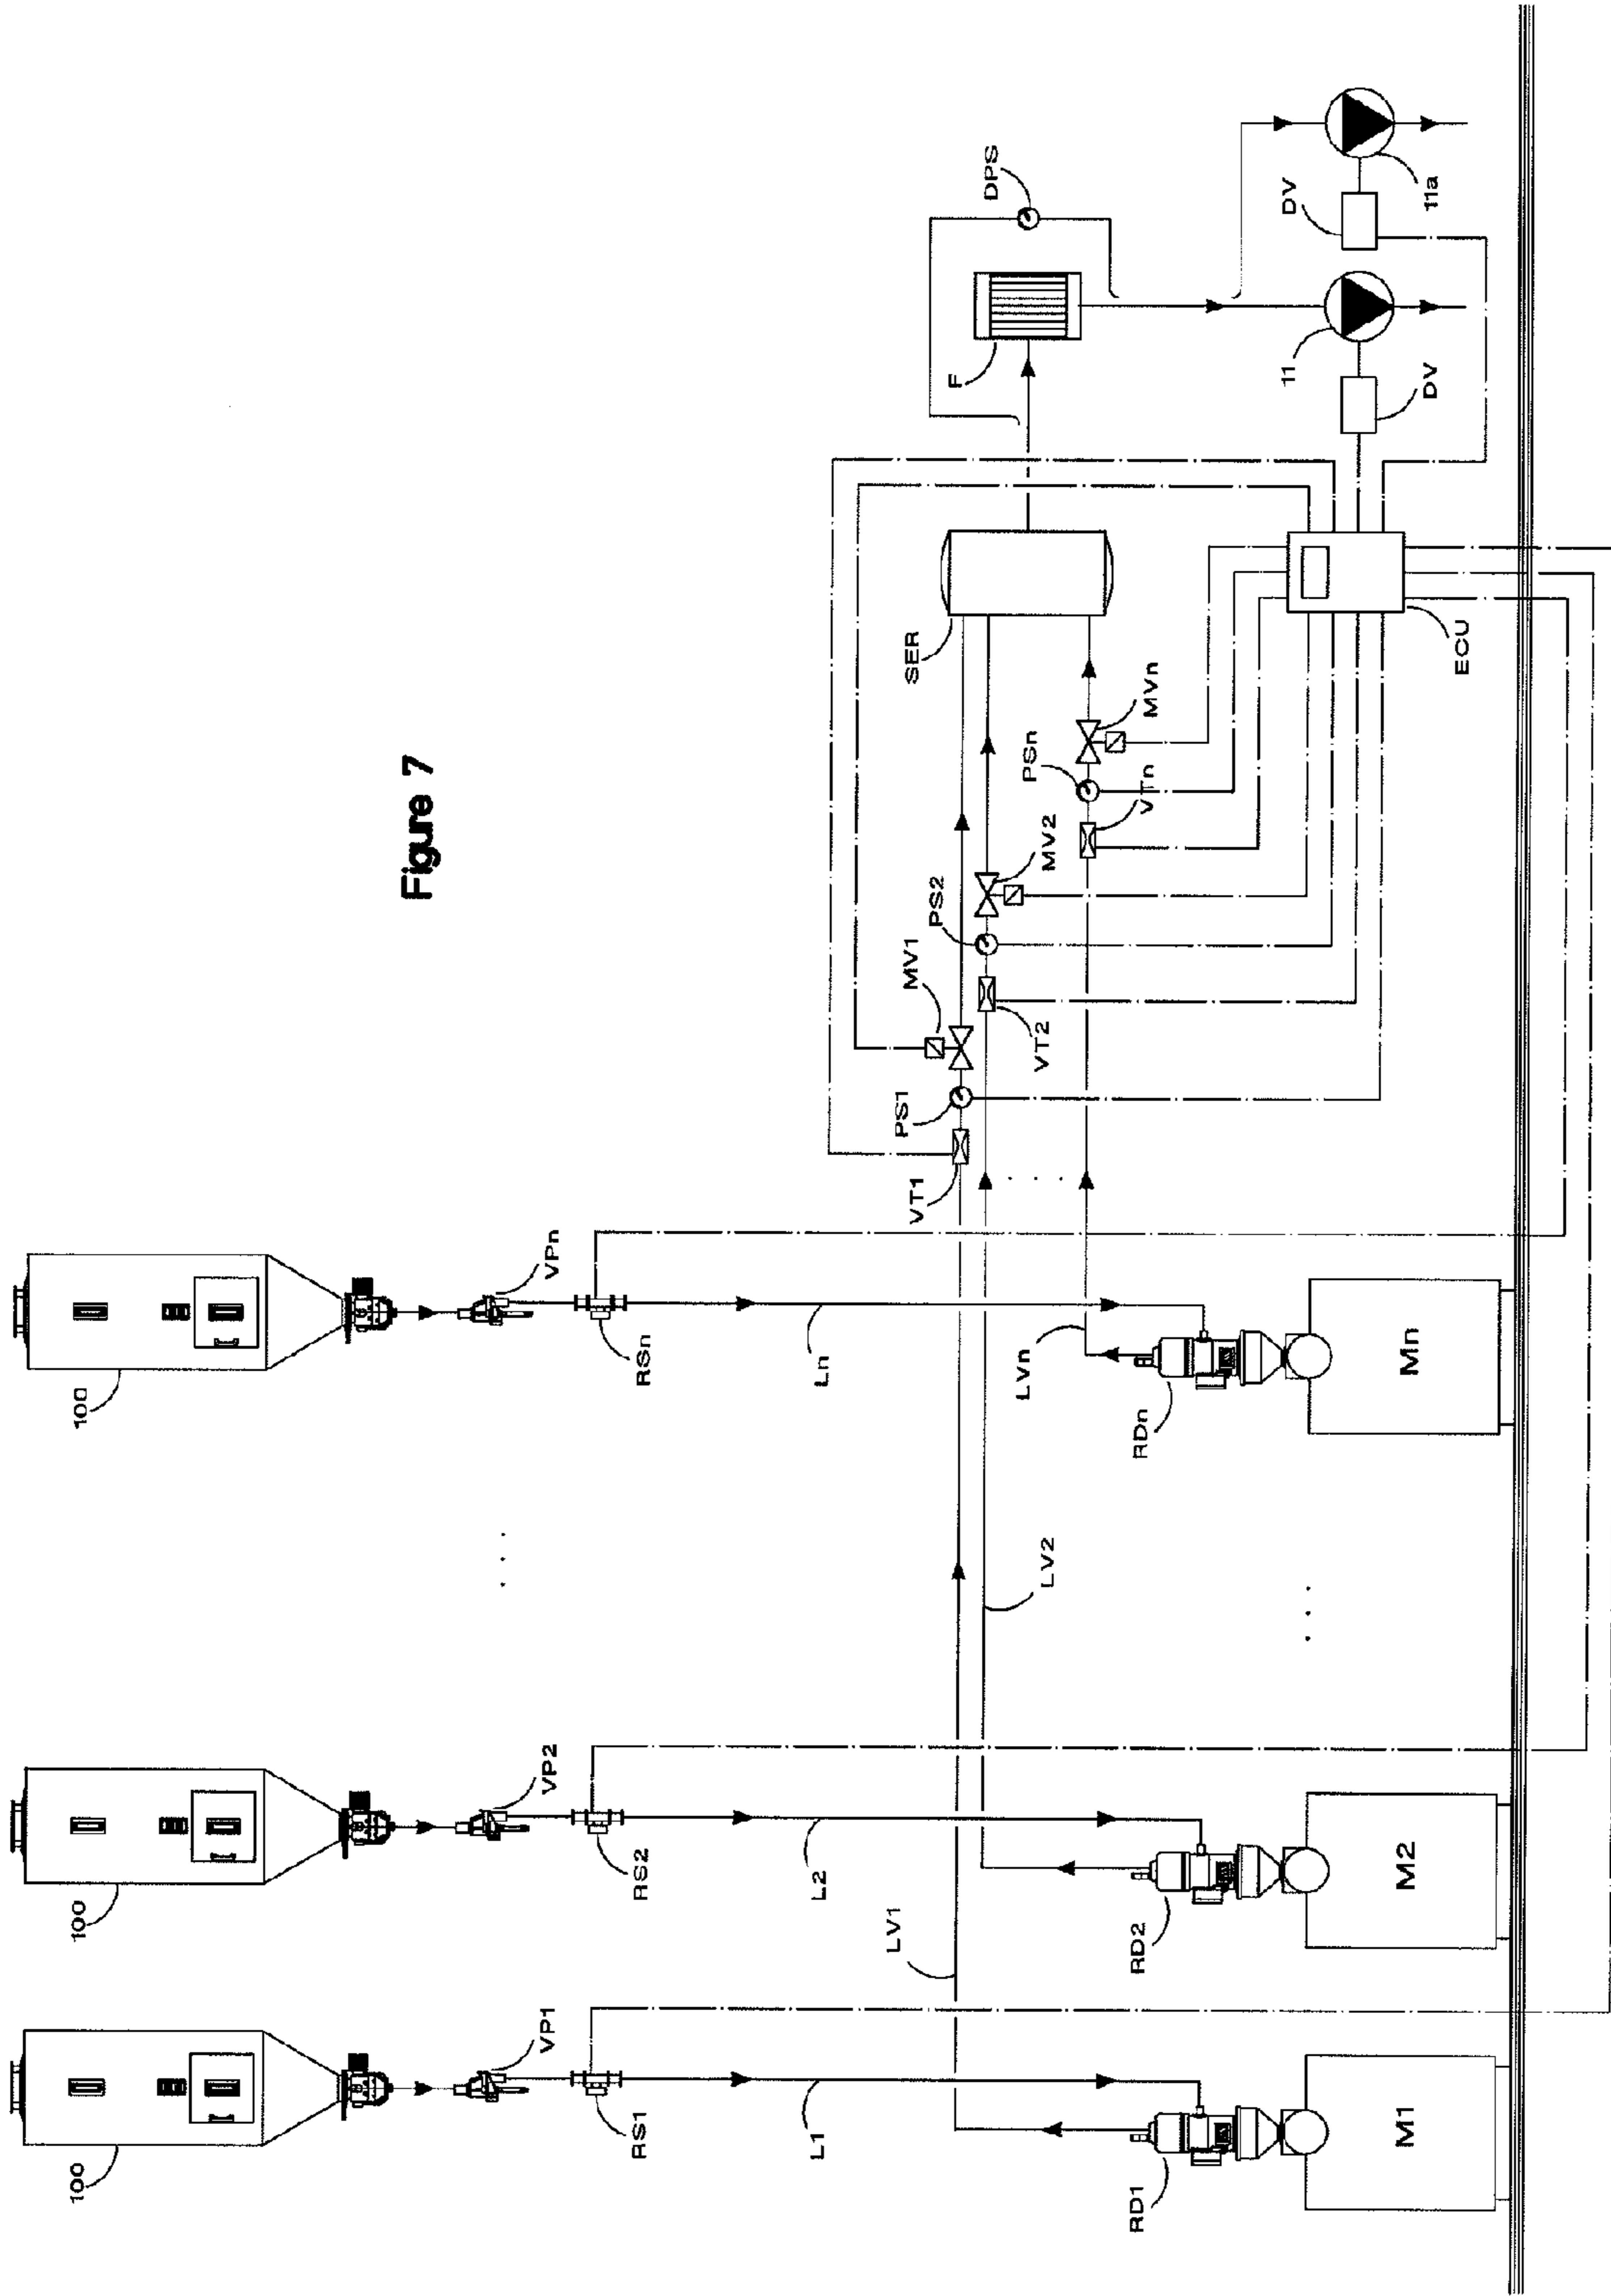 Figure 7
100
100
100
VP1
VP2
VPn
RS1
RS2
RSn
L1
L2
Ln
LV1
LV2
LVn
RD1
RD2
RDn
M1
M2
Mn
. . .
. . .
. . . .
VT1
PS1
MV1
VT2
PS2
MV2
VTn
PSn
MVn
SER
F
DPS
ECU
11
DV
11a
DV